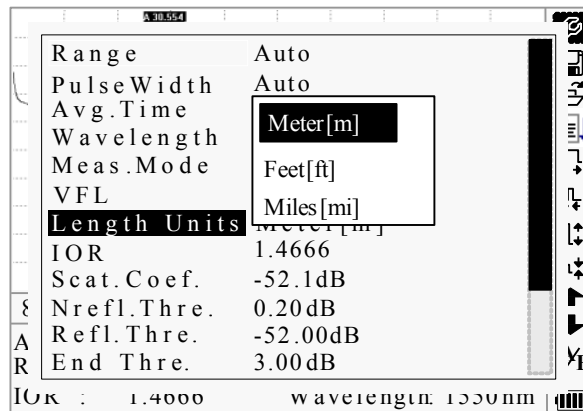 A 30.554
Range Auto
PulseWidth Auto
Avg.Time
Wavelength
Meas.Mode
VFL
Length Units Meter[m]
Meter[m]
Feet[ft]
Miles[mi]
IOR 1.4666
Scat.Coef. -52.1dB
Nrefl.Thre. 0.20dB
Refl.Thre. -52.00dB
End Thre. 3.00dB
A
R
IOR : 1.4666 Wavelength: 1550nm